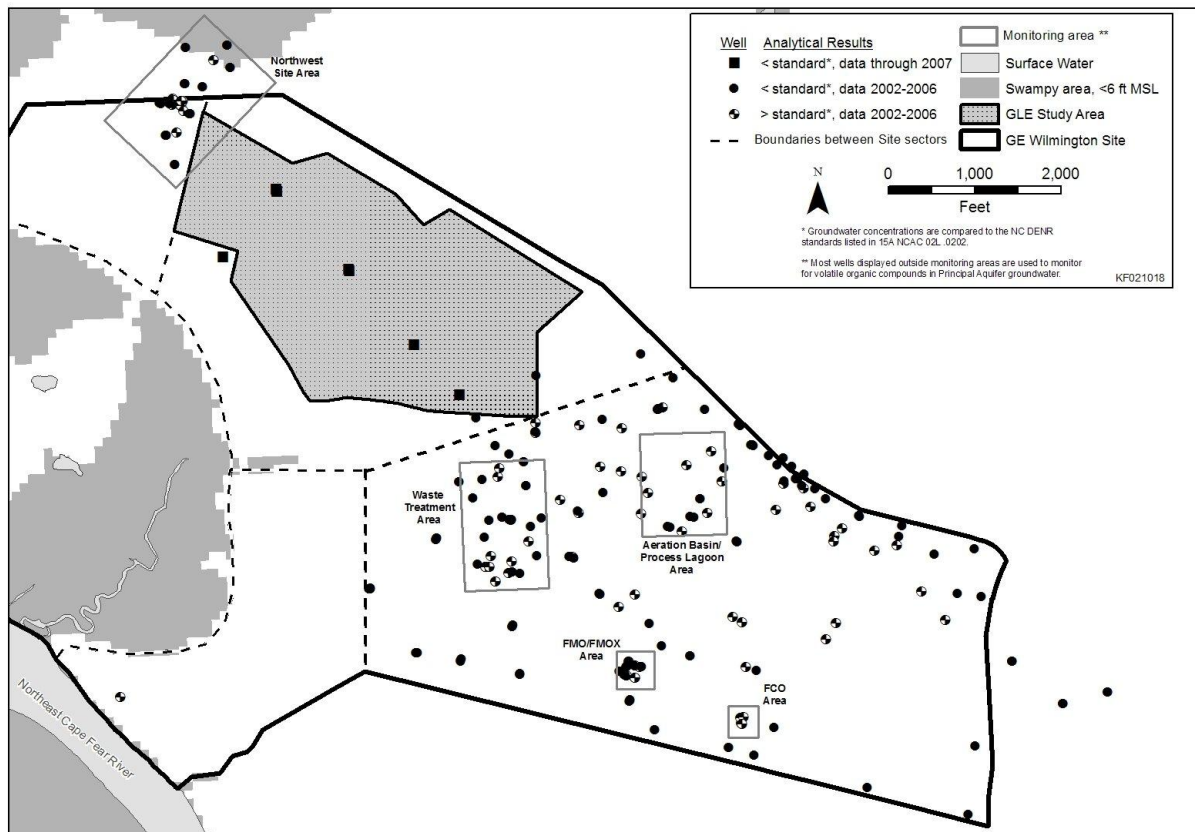 Northwest
Site Area
Well Analytical Results
< standard*, data through 2007
< standard*, data 2002-2006
> standard*, data 2002-2006
Boundaries between Site sectors
Monitoring area **
Surface Water
Swampy area, <6 ft MSL
GLE Study Area
GE Wilmington Site
N
0 1,000 2,000
Feet
* Groundwater concentrations are compared to the NC DENR
standards listed in 15A NCAC 02L .0202.
** Most wells displayed outside monitoring areas are used to monitor
for volatile organic compounds in Principal Aquifer groundwater.
KF021018
Waste
Treatment
Area
Aeration Basin/
Process Lagoon
Area
FMO/FMOX
Area
FCO
Area
Northeast Cape Fear River